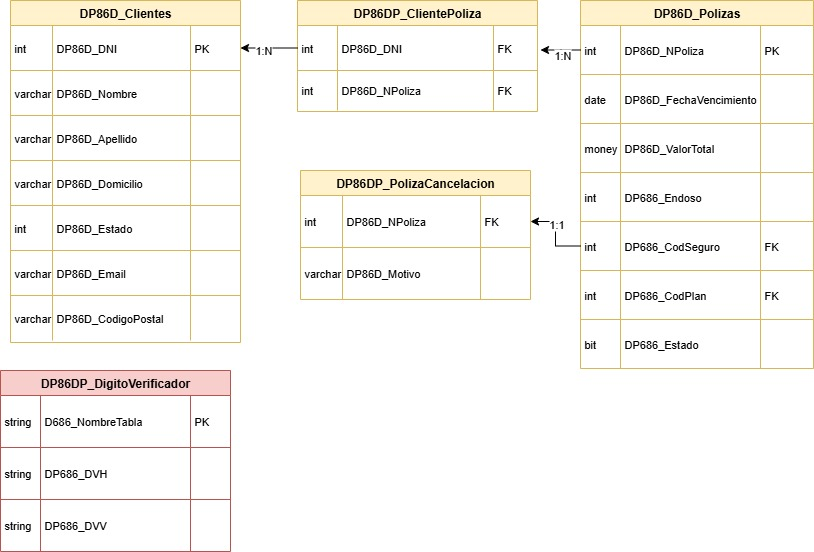 DP86D_Clientes
int DP86D_DNI PK
varchar DP86D_Nombre
varchar DP86D_Apellido
varchar DP86D_Domicilio
int DP86D_Estado
varchar DP86D_Email
varchar DP86D_CodigoPostal
1:N
DP86DP_ClientePoliza
int DP86D_DNI FK
int DP86D_NPoliza FK
1:N
DP86D_Polizas
int DP86D_NPoliza PK
date DP86D_FechaVencimiento
money DP86D_ValorTotal
int DP686_Endoso
int DP686_CodSeguro FK
int DP686_CodPlan FK
bit DP686_Estado
DP86DP_PolizaCancelacion
int DP86D_NPoliza FK
varchar DP86D_Motivo
1:1
DP86DP_DigitoVerificador
string D686_NombreTabla PK
string DP686_DVH
string DP686_DVV